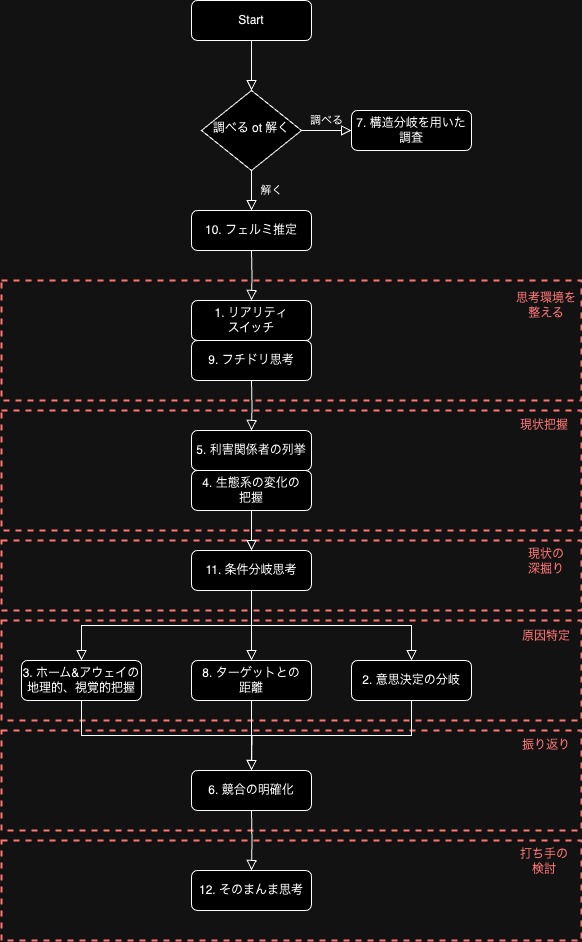 Start
調べる ot 解く
調べる
7. 構造分岐を用いた
調査
解く
10. フェルミ推定
思考環境を
整える
1. リアリティ
スイッチ
9. フチドリ思考
現状把握
5. 利害関係者の列挙
4. 生態系の変化の
把握
現状の
深掘り
11. 条件分岐思考
原因特定
3. ホーム&アウェイの
地理的、視覚的把握
8. ターゲットとの
距離
2. 意思決定の分岐
振り返り
6. 競合の明確化
打ち手の
検討
12. そのまんま思考